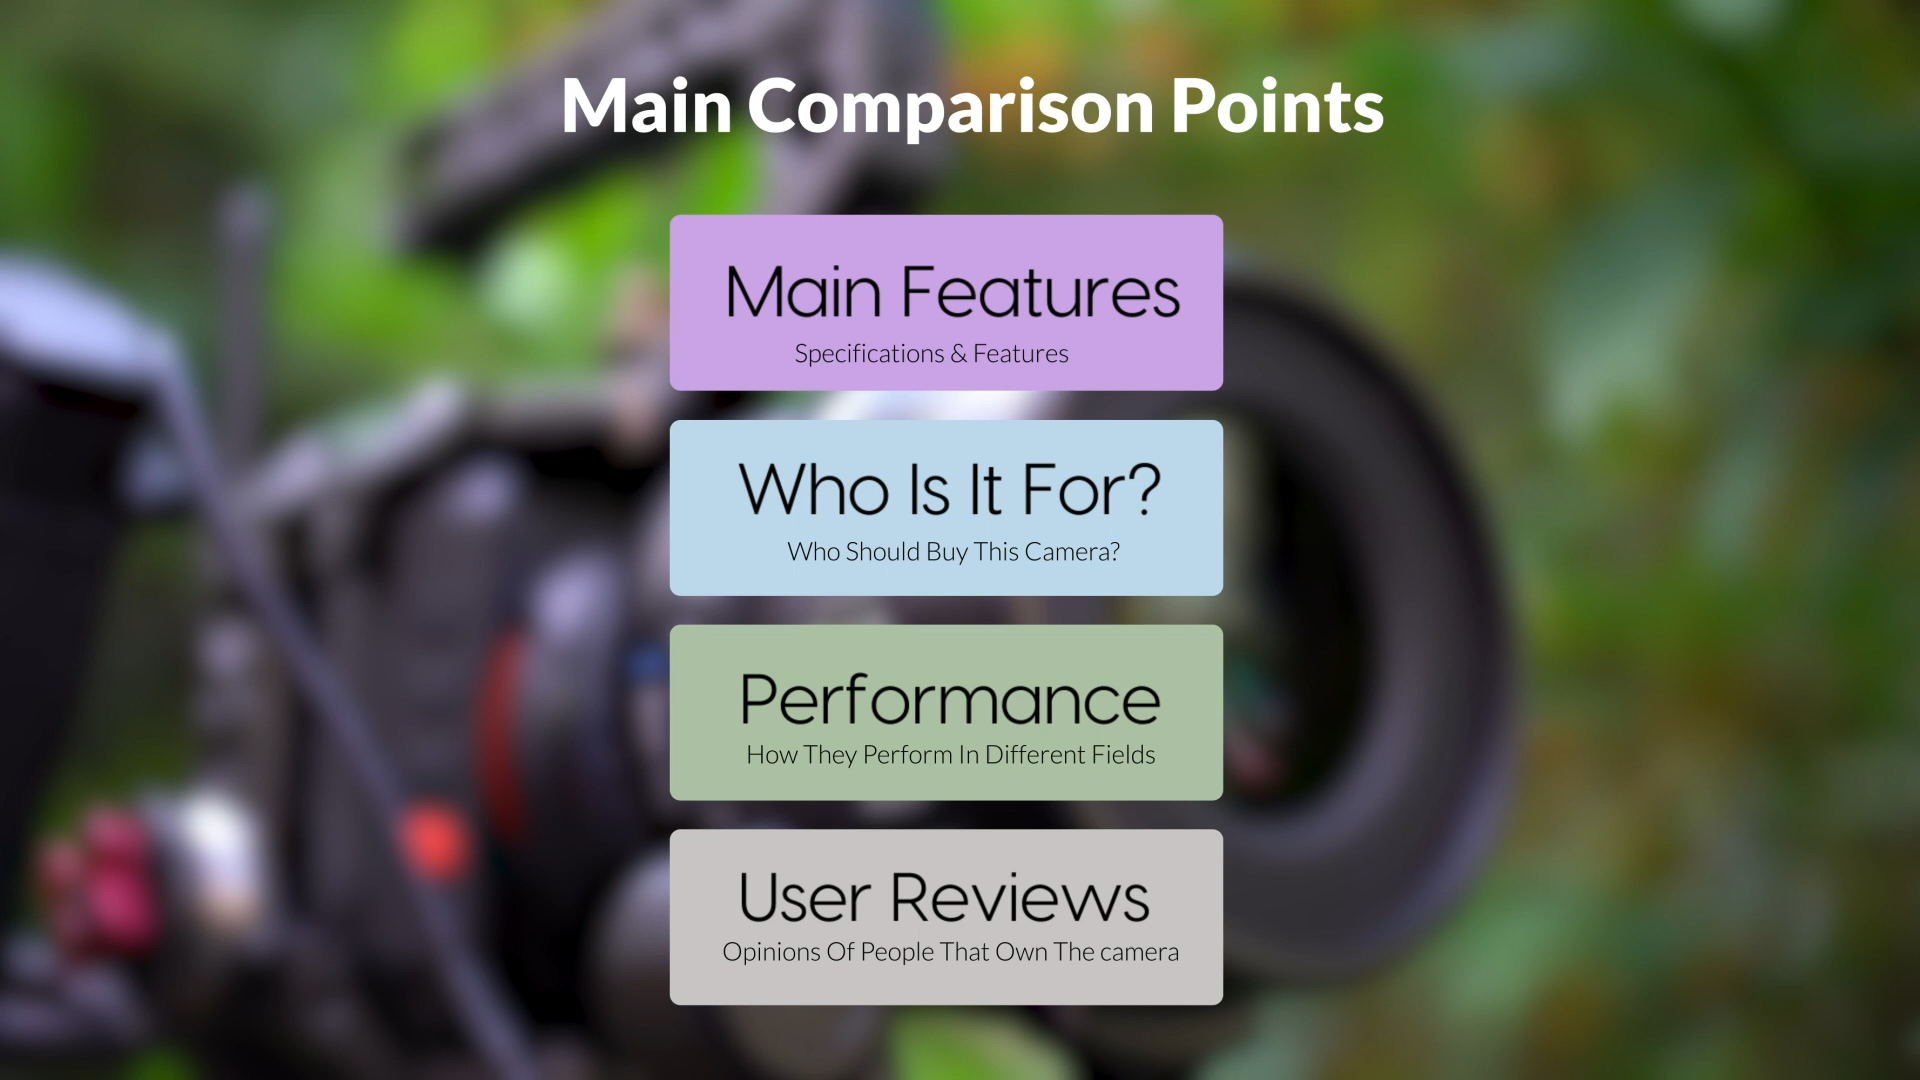 Main Comparison Points
Main Features
Specifications & Features
Who Is It For?
Who Should Buy This Camera?
Performance
How They Perform In Different Fields
User Reviews
Opinions Of People That Own The camera